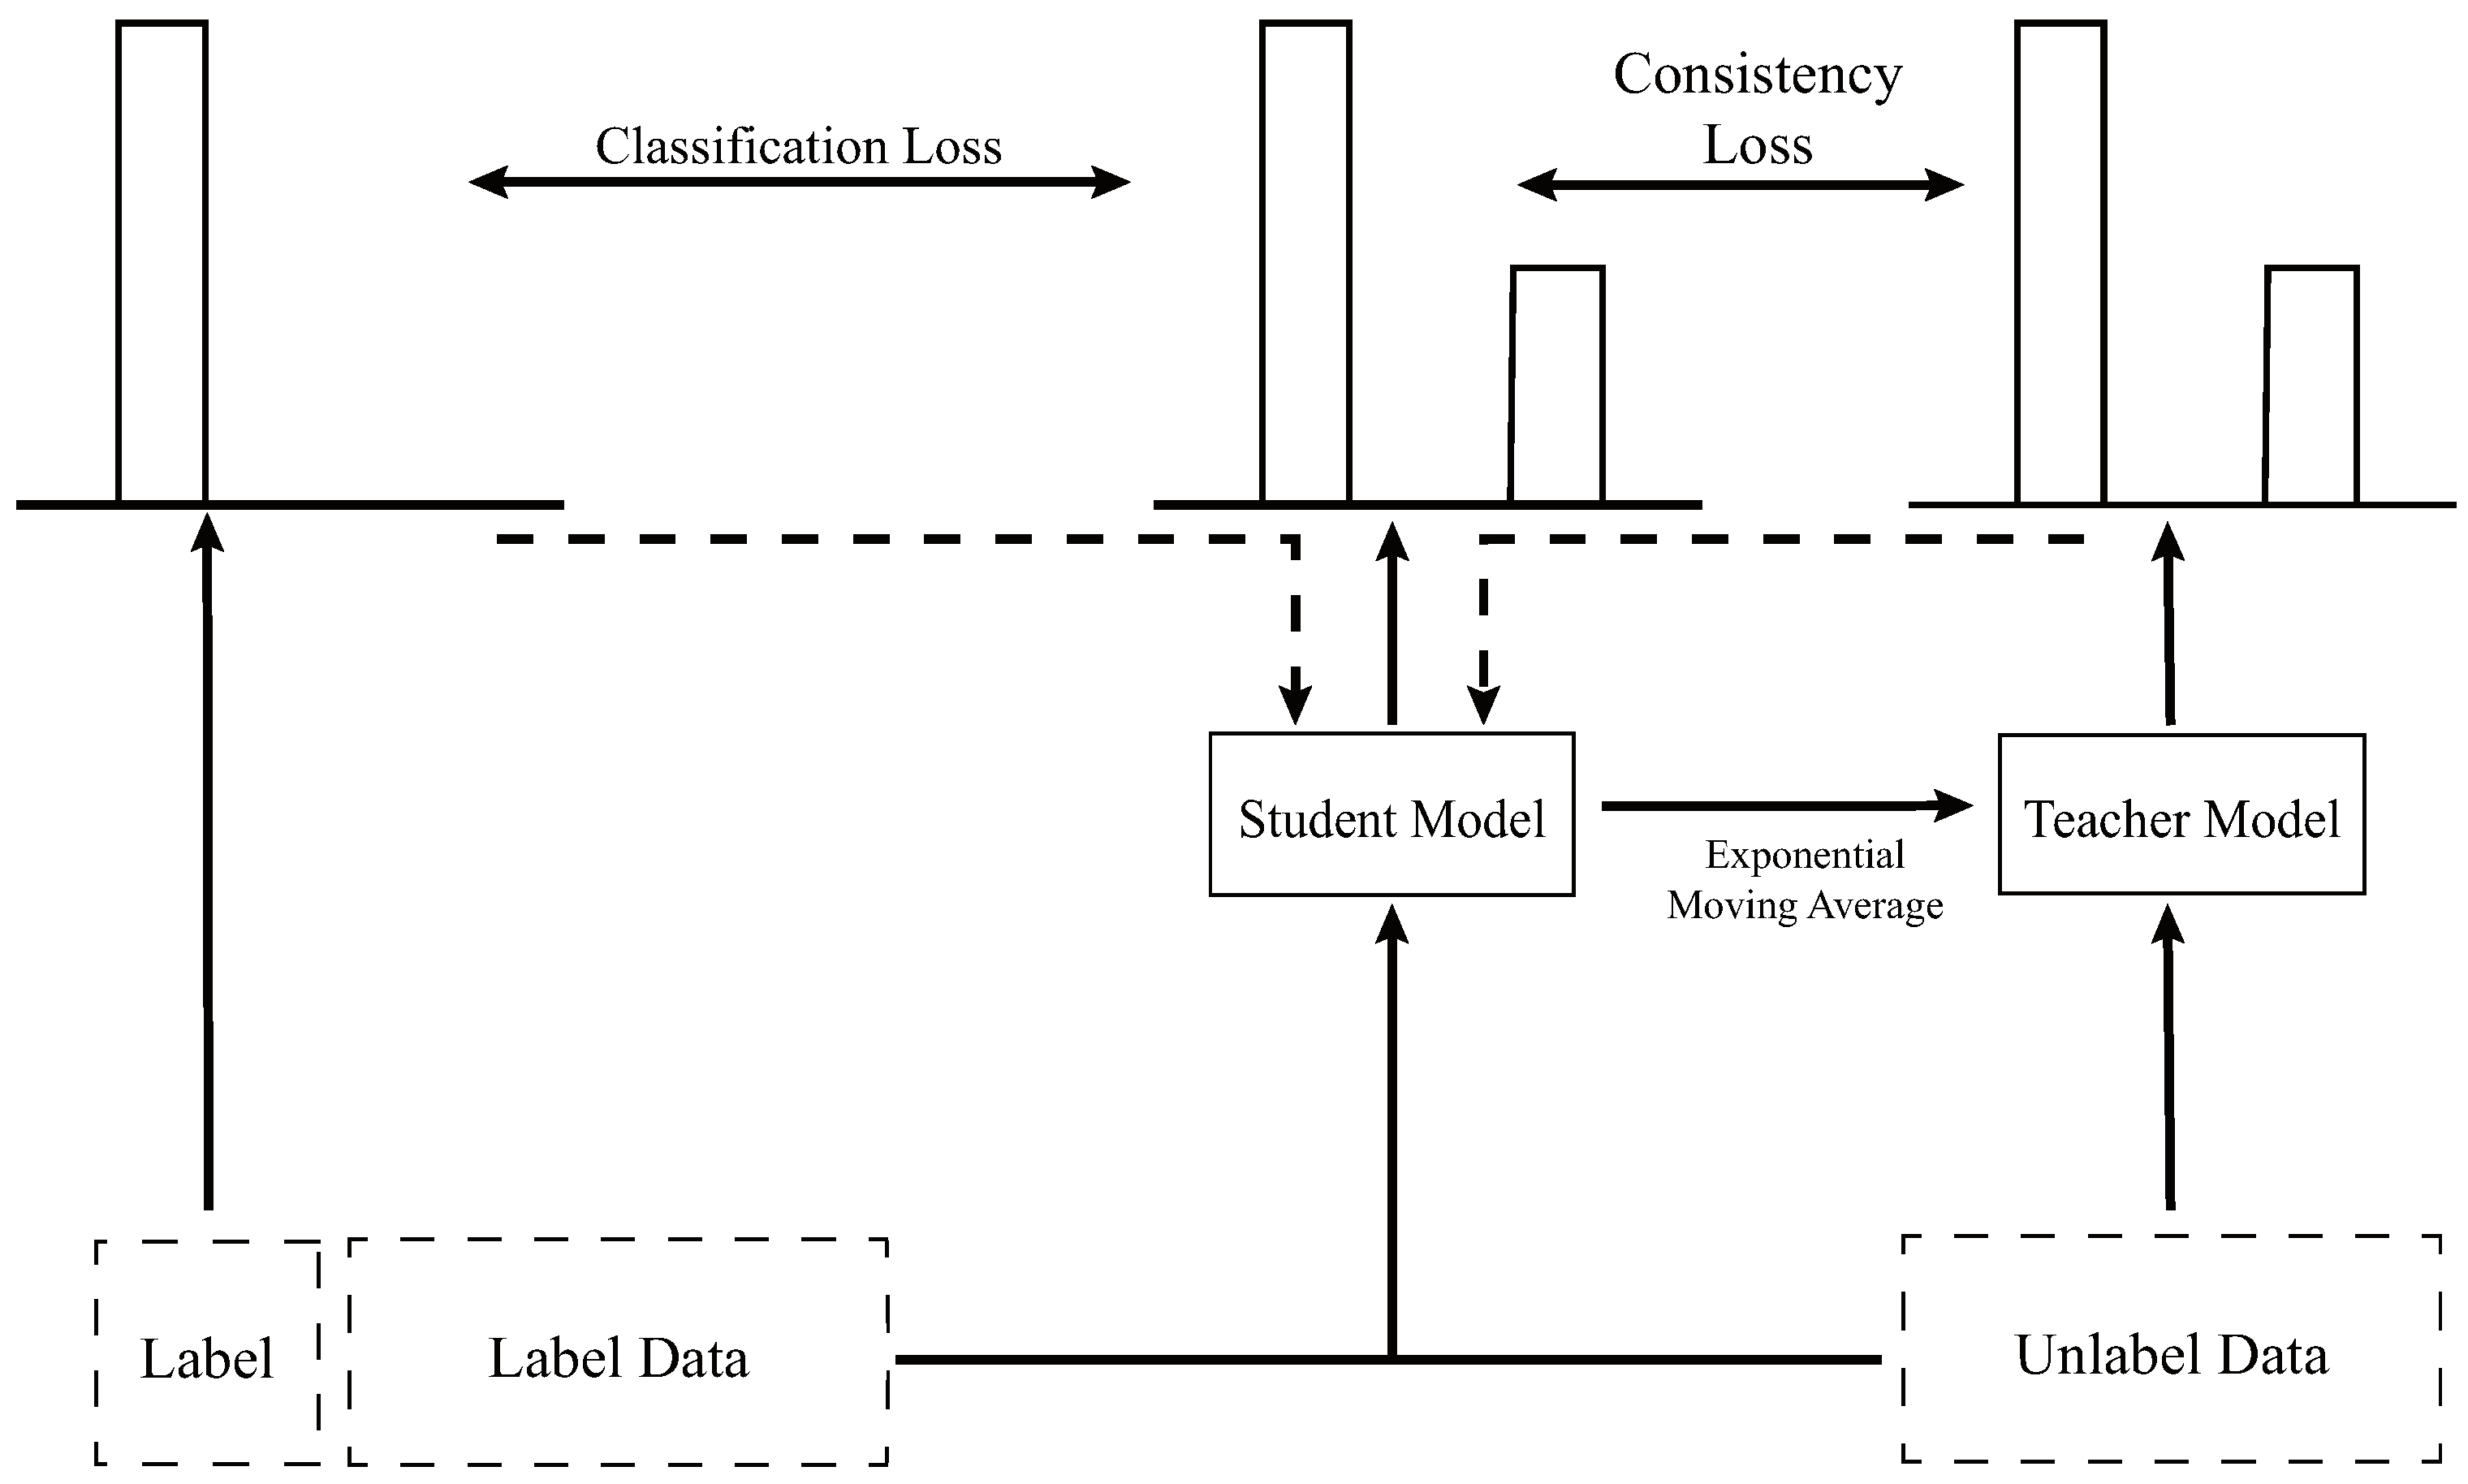 Consistency
Loss
Classification Loss
Student Model
Teacher Model
Exponential
Moving Average
Label
Label Data
Unlabel Data